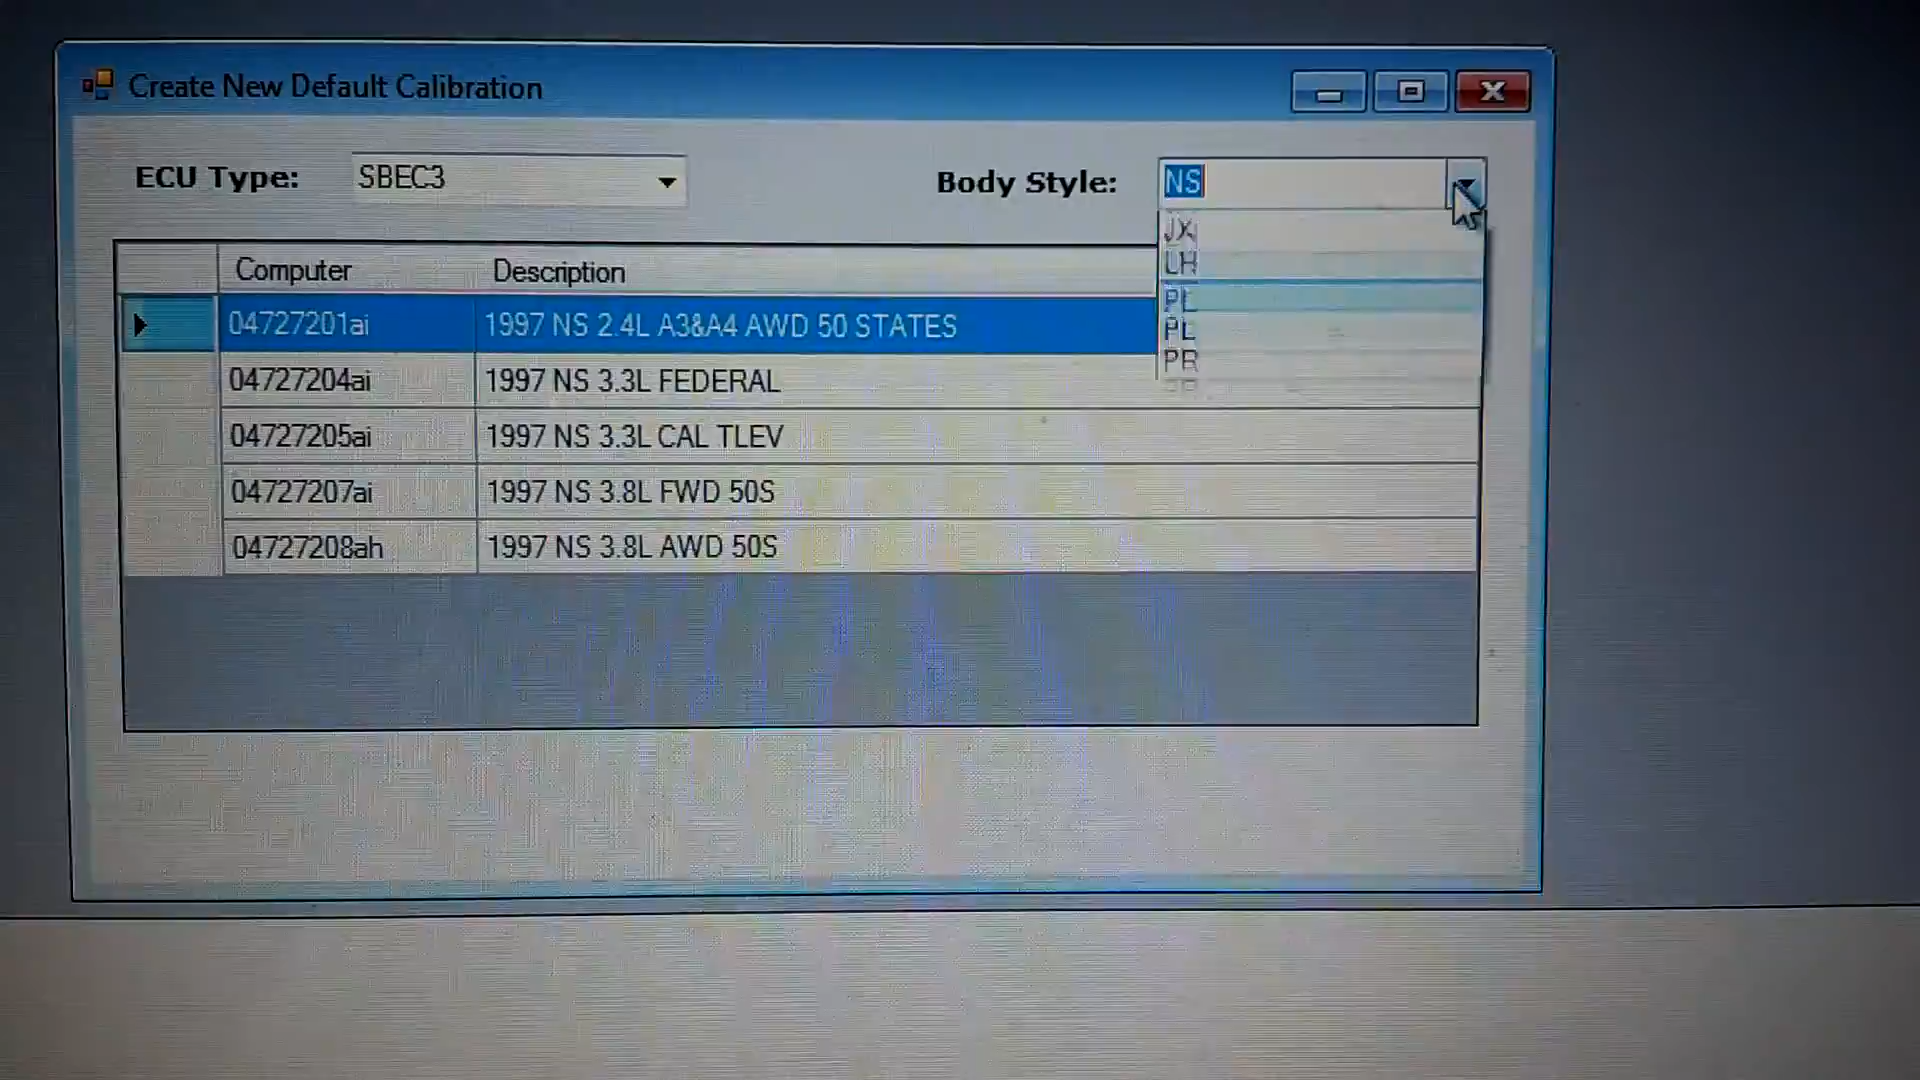 Create New Default Calibration
ECU Type: SBEC3 Body Style: NS
JX
LH
PL
PL
PR
Computer Description
04727201ai 1997 NS 2.4L A3&A4 AWD 50 STATES
04727204ai 1997 NS 3.3L FEDERAL
04727205ai 1997 NS 3.3L CAL TLEV
04727207ai 1997 NS 3.8L FWD 50S
04727208ah 1997 NS 3.8L AWD 50S